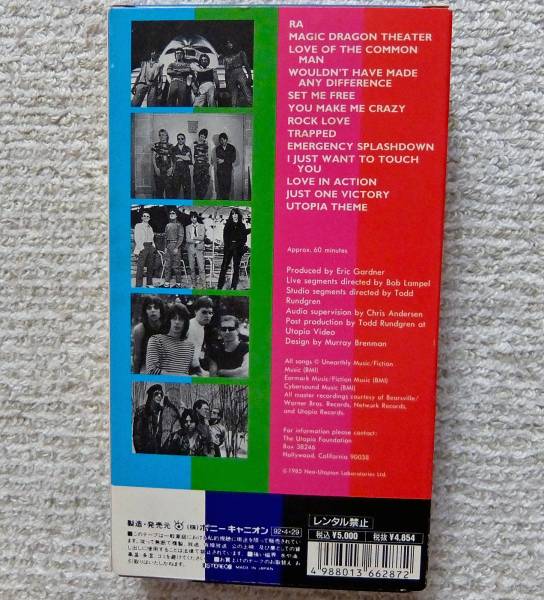 RA
MAGIC DRAGON THEATER
LOVE OF THE COMMON
MAN
WOULDN'T HAVE MADE
ANY DIFFERENCE
SET ME FREE
YOU MAKE ME CRAZY
ROCK LOVE
TRAPPED
EMERGENCY SPLASHDOWN
I JUST WANT TO TOUCH
YOU
LOVE IN ACTION
JUST ONE VICTORY
UTOPIA THEME
Approx. 60 minutes
Produced by Eric Gardner
Live segments directed by Bob Lampel
Studio segments directed by Todd
Rundgren
Audio supervision by Chris Andersen
Post production by Todd Rundgren at
Utopia Video
Design by Murray Brenman
All songs © Unearthly Music/Fiction
Music (BMI)
Earmark Music/Fiction Music (BMI)
Cybersound Music (BMI)
All master recordings courtesy of Bearsville/
Warner Bros. Records, Network Records,
and Utopia Records.
For information please contact:
The Utopia Foundation
Box 38246
Hollywood, California 90038
©1985 Neo-Utopian Laboratories Ltd.
製造・発売元 (株)ポニーキャニオン 92・4・29
STEREO MADE IN JAPAN
レンタル禁止
税込 ¥5,000 税抜 ¥4,854
4 988013 662872